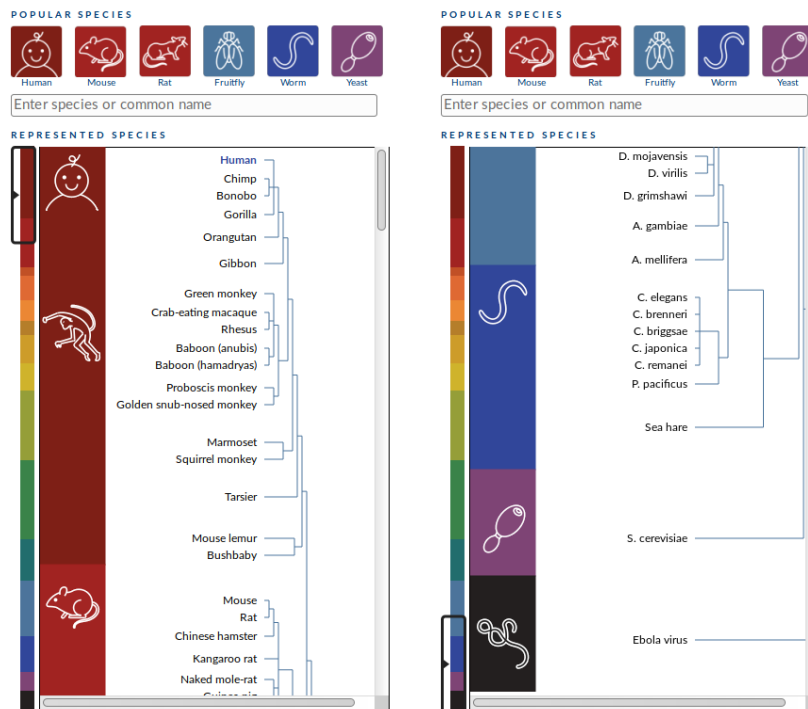 POPULAR SPECIES
Human Mouse Rat Fruitfly Worm Yeast
Enter species or common name
REPRESENTED SPECIES
Human
Chimp
Bonobo
Gorilla
Orangutan
Gibbon
Green monkey
Crab-eating macaque
Rhesus
Baboon (anubis)
Baboon (hamadryas)
Proboscis monkey
Golden snub-nosed monkey
Marmoset
Squirrel monkey
Tarsier
Mouse lemur
Bushbaby
Mouse
Rat
Chinese hamster
Kangaroo rat
Naked mole-rat
POPULAR SPECIES
Human Mouse Rat Fruitfly Worm Yeast
Enter species or common name
REPRESENTED SPECIES
D. mojavensis
D. virilis
D. grimshawi
A. gambiae
A. mellifera
C. elegans
C. brenneri
C. briggsae
C. japonica
C. remanei
P. pacificus
Sea hare
S. cerevisiae
Ebola virus